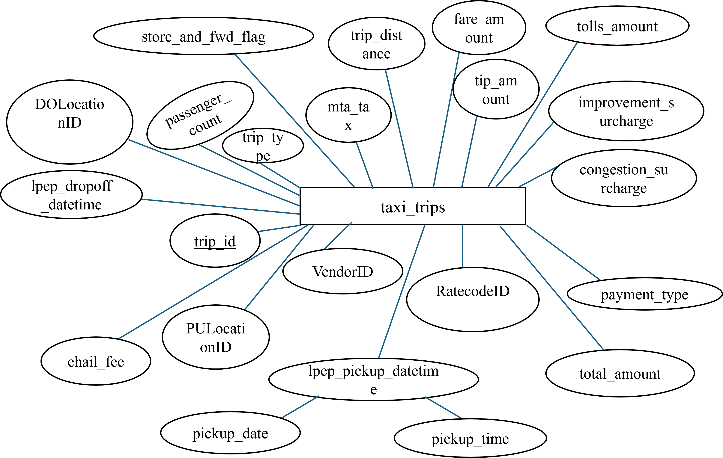 store_and_fwd_flag
trip_dist
ance
fare_am
ount
tolls_amount
DOLocatio
nID
passenger_
count
trip_ty
pe
mta_ta
x
tip_am
ount
improvement_s
urcharge
congestion_su
rcharge
lpep_dropoff
_datetime
taxi_trips
trip_id
VendorID
RatecodeID
payment_type
PULocati
onID
ehail_fee
lpep_pickup_datetim
e
total_amount
pickup_date
pickup_time